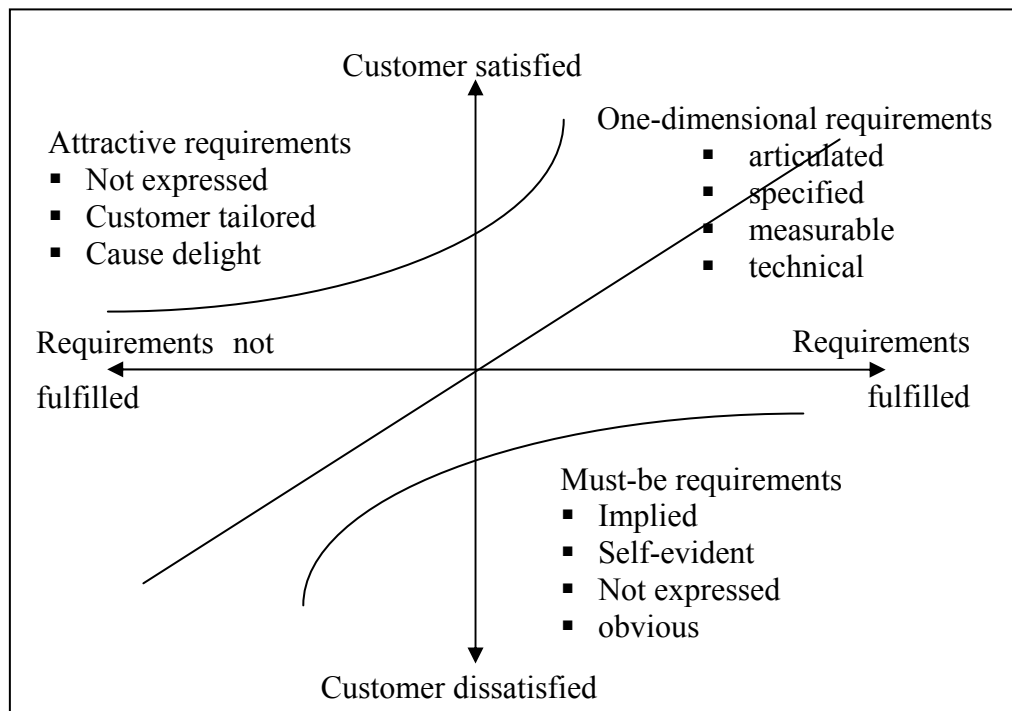 Customer satisfied
Attractive requirements
▪ Not expressed
▪ Customer tailored
▪ Cause delight
One-dimensional requirements
▪ articulated
▪ specified
▪ measurable
▪ technical
Requirements not
fulfilled
Requirements
fulfilled
Must-be requirements
▪ Implied
▪ Self-evident
▪ Not expressed
▪ obvious
Customer dissatisfied